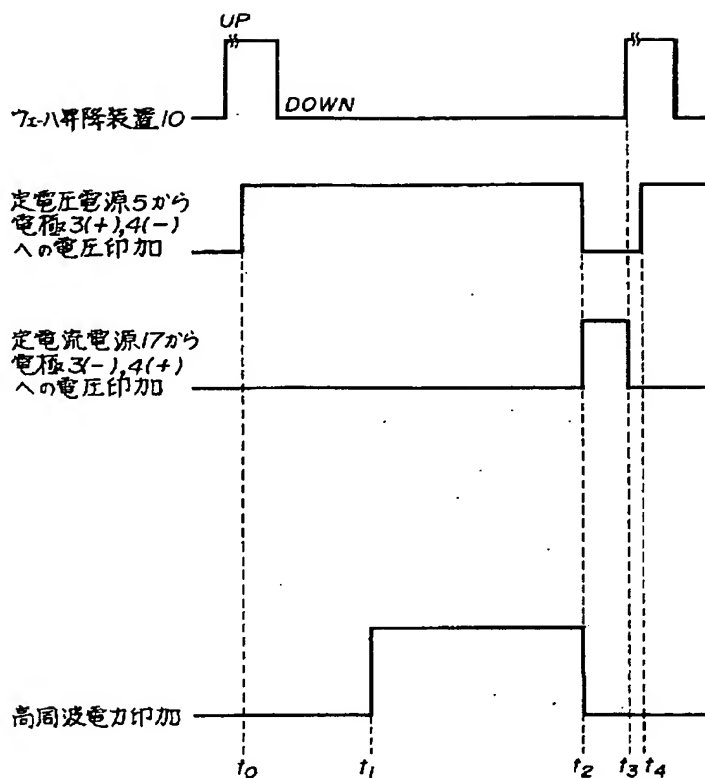 UP
DOWN
ウェーハ昇降装置10
定電圧電源5から
電極3(+),4(-)
への電圧印加
定電流電源17から
電極3(-),4(+)
への電圧印加
高周波電力印加
t0 t1 t2 t3 t4